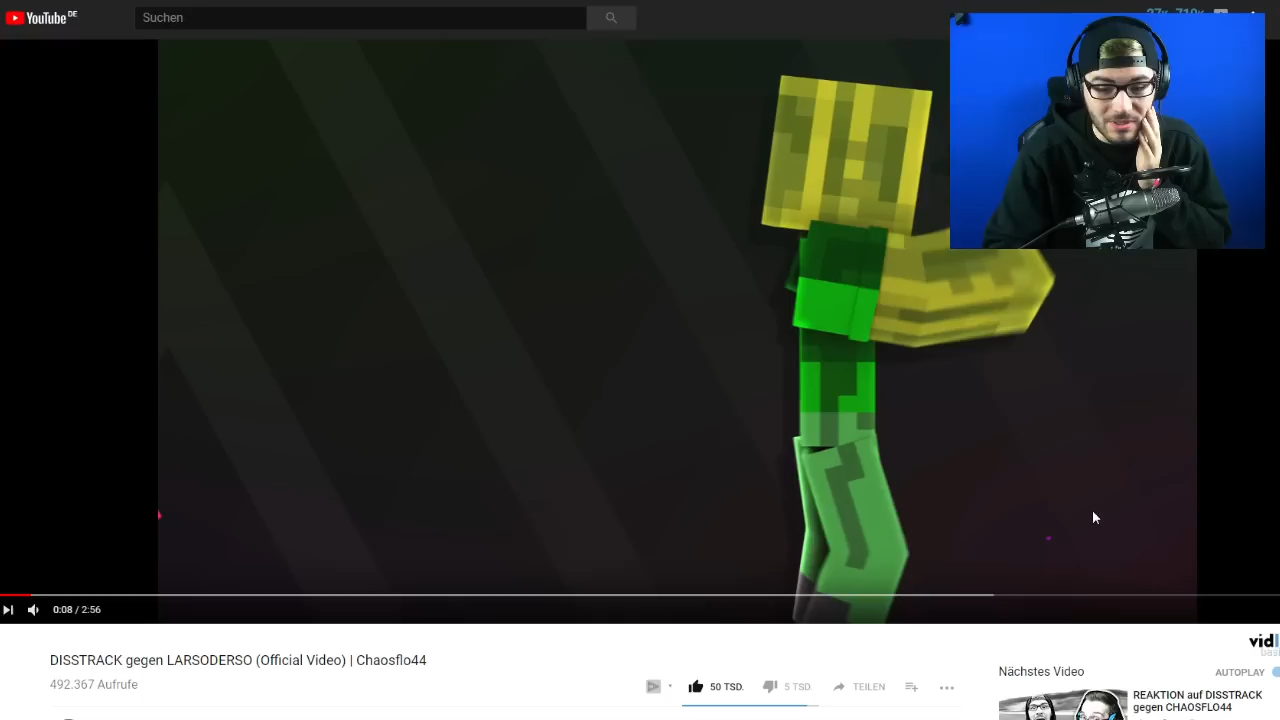 YouTube DE
Suchen
0:08 / 2:56
DISSTRACK gegen LARSODERSO (Official Video) | Chaosflo44
492.367 Aufrufe
50 TSD.
5 TSD.
TEILEN
Nächstes Video
AUTOPLAY
REAKTION auf DISSTRACK
gegen CHAOSFLO44